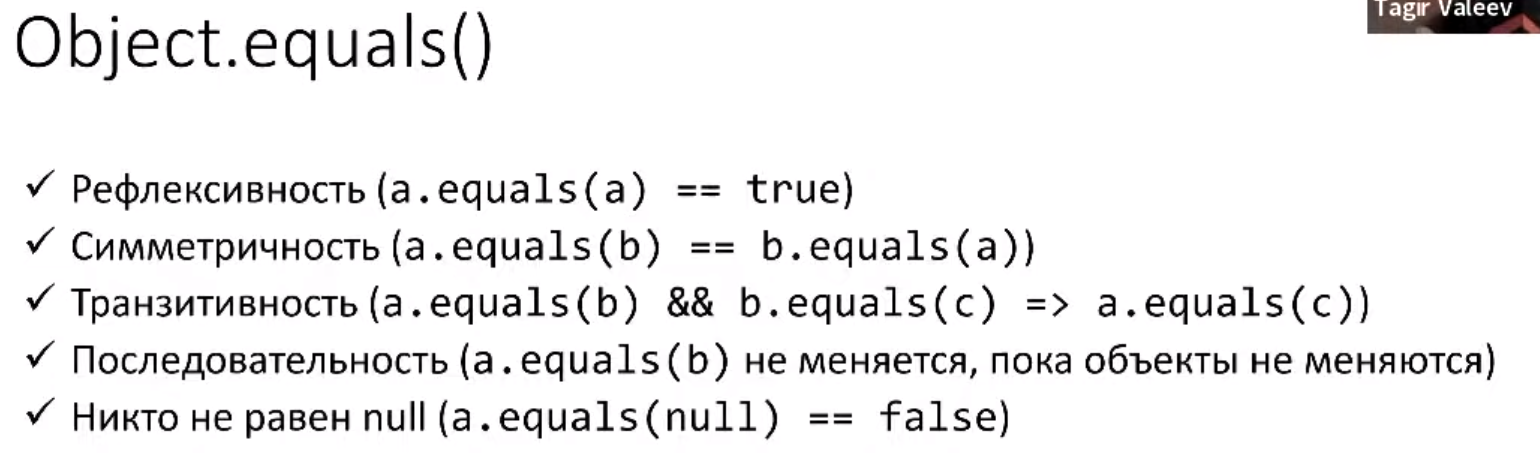 Tagir Valeev
Object.equals()
✓ Рефлексивность (a.equals(a) == true)
✓ Симметричность (a.equals(b) == b.equals(a))
✓ Транзитивность (a.equals(b) && b.equals(c) => a.equals(c))
✓ Последовательность (a.equals(b) не меняется, пока объекты не меняются)
✓ Никто не равен null (a.equals(null) == false)